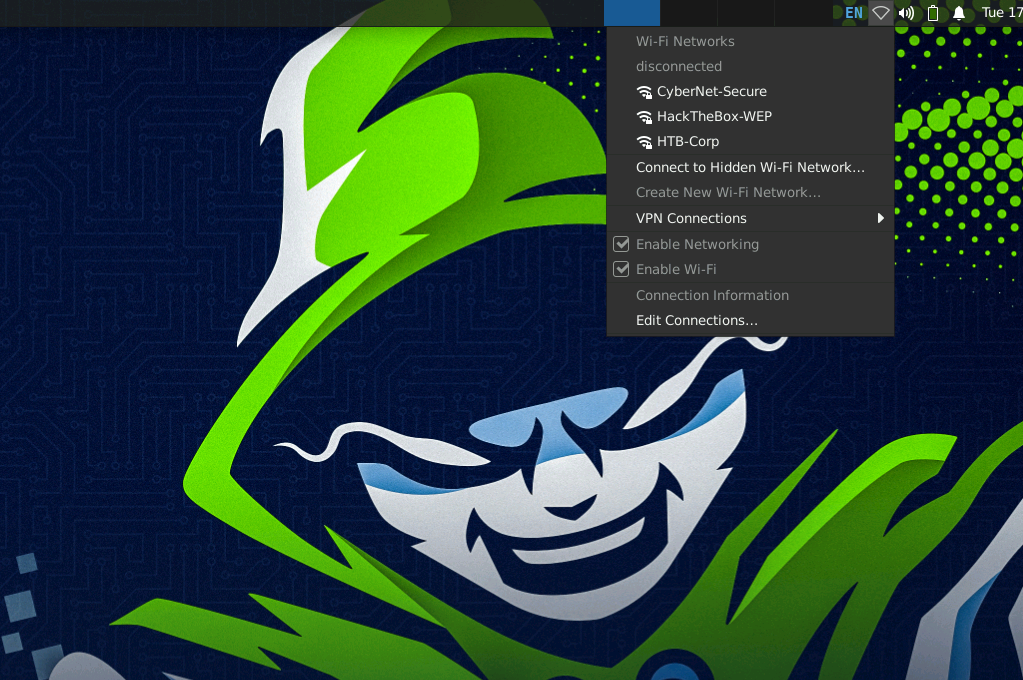 EN Tue 17
Wi-Fi Networks
disconnected
CyberNet-Secure
HackTheBox-WEP
HTB-Corp
Connect to Hidden Wi-Fi Network...
Create New Wi-Fi Network...
VPN Connections
Enable Networking
Enable Wi-Fi
Connection Information
Edit Connections...